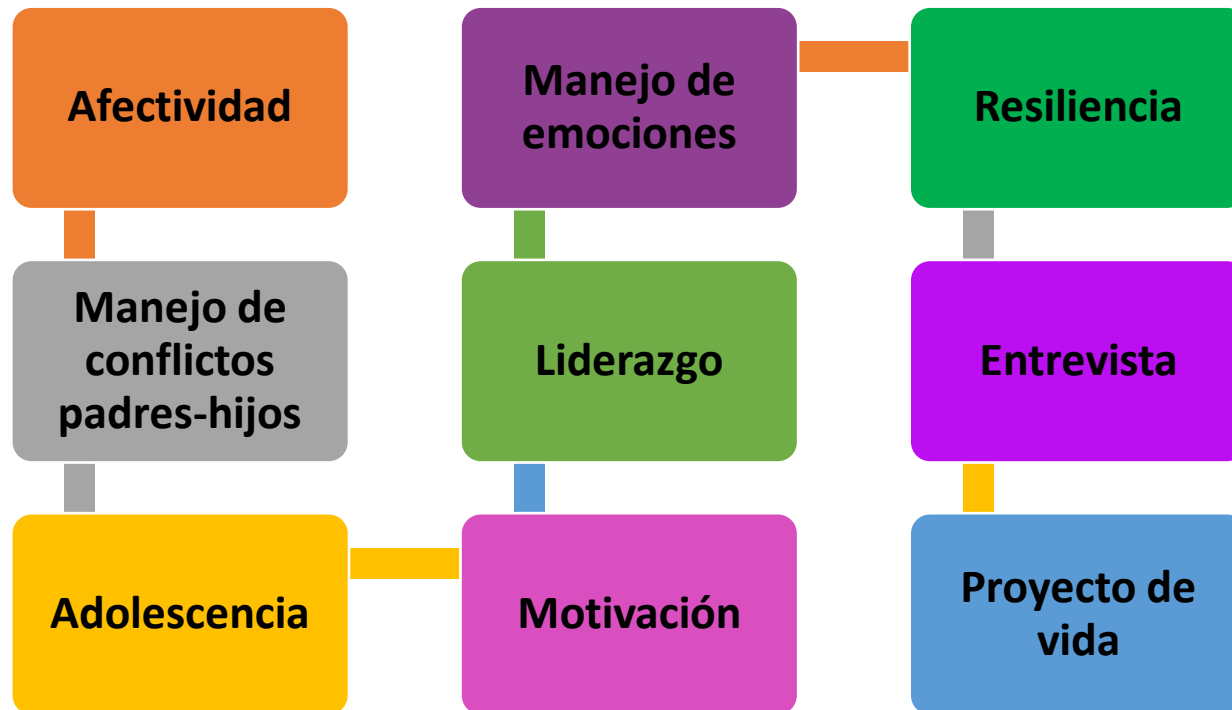 Afectividad
Manejo de
conflictos
padres-hijos
Adolescencia
Motivación
Liderazgo
Manejo de
emociones
Resiliencia
Entrevista
Proyecto de
vida